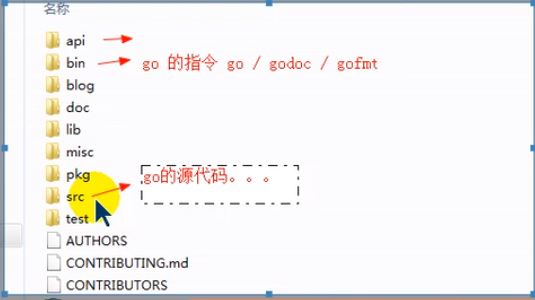 名称
api
bin go 的指令 go / godoc / gofmt
blog
doc
lib
misc
pkg
go的源代码。。。
src
test
AUTHORS
CONTRIBUTING.md
CONTRIBUTORS